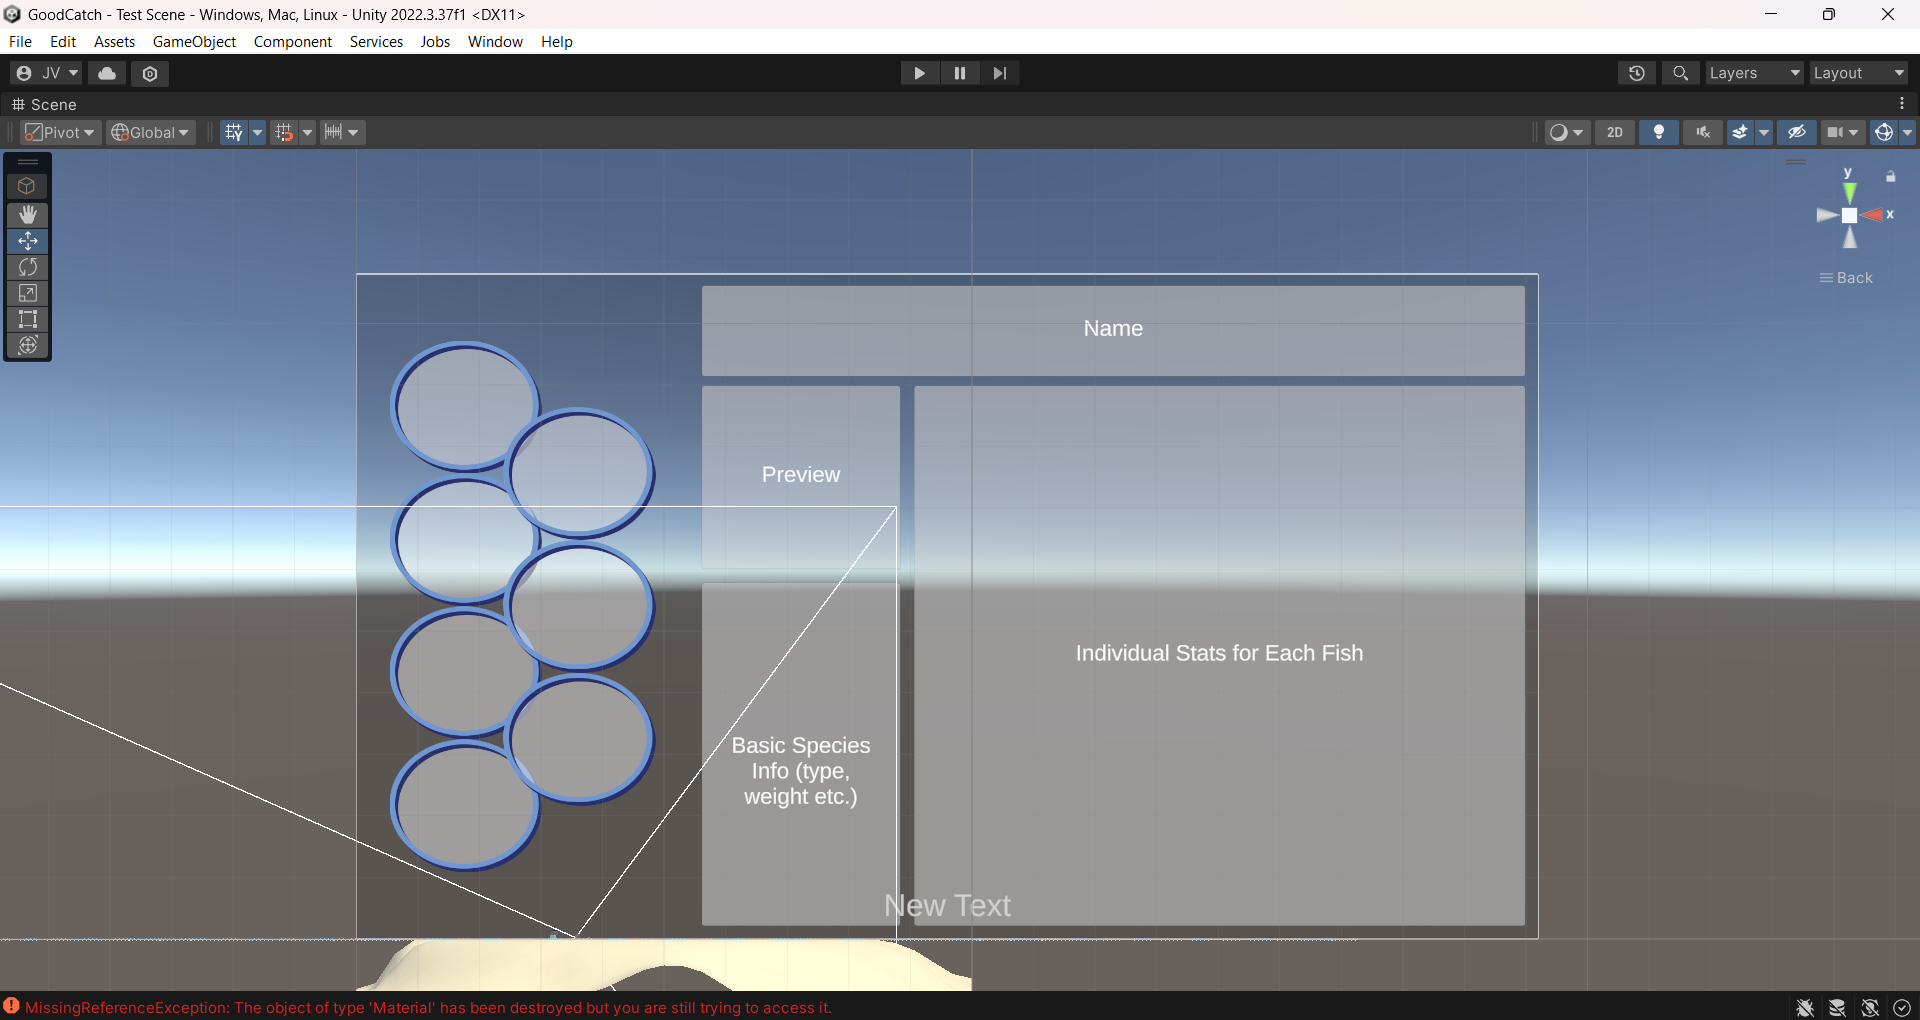 GoodCatch - Test Scene - Windows, Mac, Linux - Unity 2022.3.37f1 <DX11>
File Edit Assets GameObject Component Services Jobs Window Help
JV Layers Layout
Scene
Pivot Global 2D
y
x
Back
Name
Preview
Individual Stats for Each Fish
Basic Species
Info (type,
weight etc.)
New Text
MissingReferenceException: The object of type 'Material' has been destroyed but you are still trying to access it.